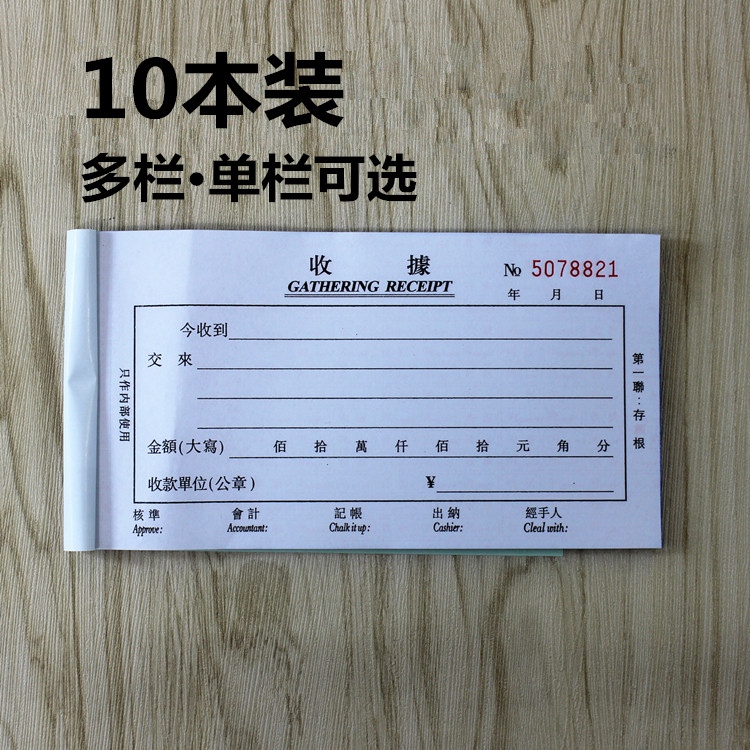 10本装
多栏·单栏可选
收 據
GATHERING RECEIPT
No 5078821
年 月 日
今收到
交 來
金額(大寫) 佰 拾 萬 仟 佰 拾 元 角 分
收款單位(公章) ¥
核準 會計 記帳 出納 經手人
Approve: Accountant: Chalk it up: Cashier: Cleal with:
只作内部使用
第一聯:存根